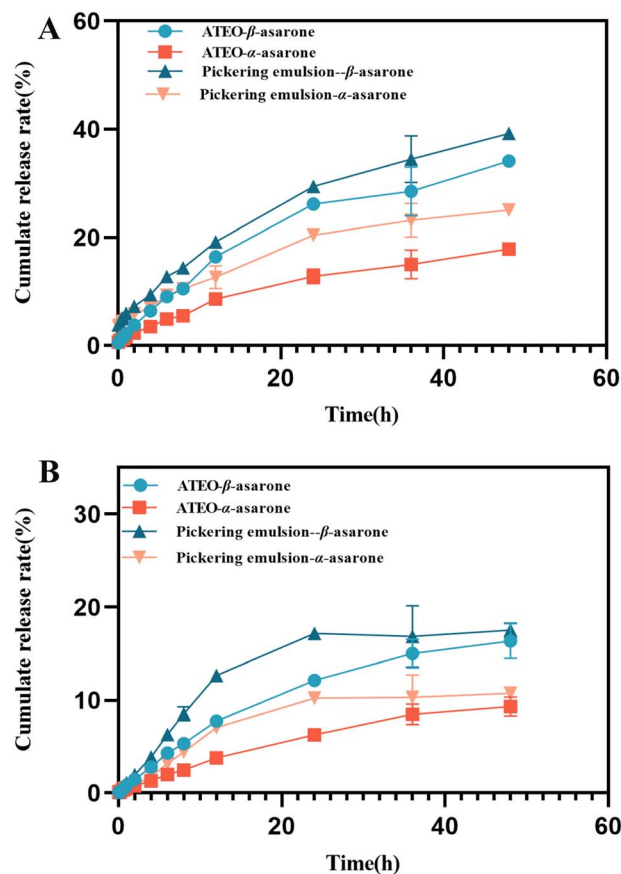 A
60
ATEO-β-asarone
ATEO-α-asarone
Pickering emulsion--β-asarone
Pickering emulsion-α-asarone
40
20
0
Cumulate release rate(%)
0 20 40 60
Time(h)
B
ATEO-β-asarone
ATEO-α-asarone
Pickering emulsion--β-asarone
Pickering emulsion-α-asarone
30
20
10
0
Cumulate release rate(%)
0 20 40 60
Time(h)